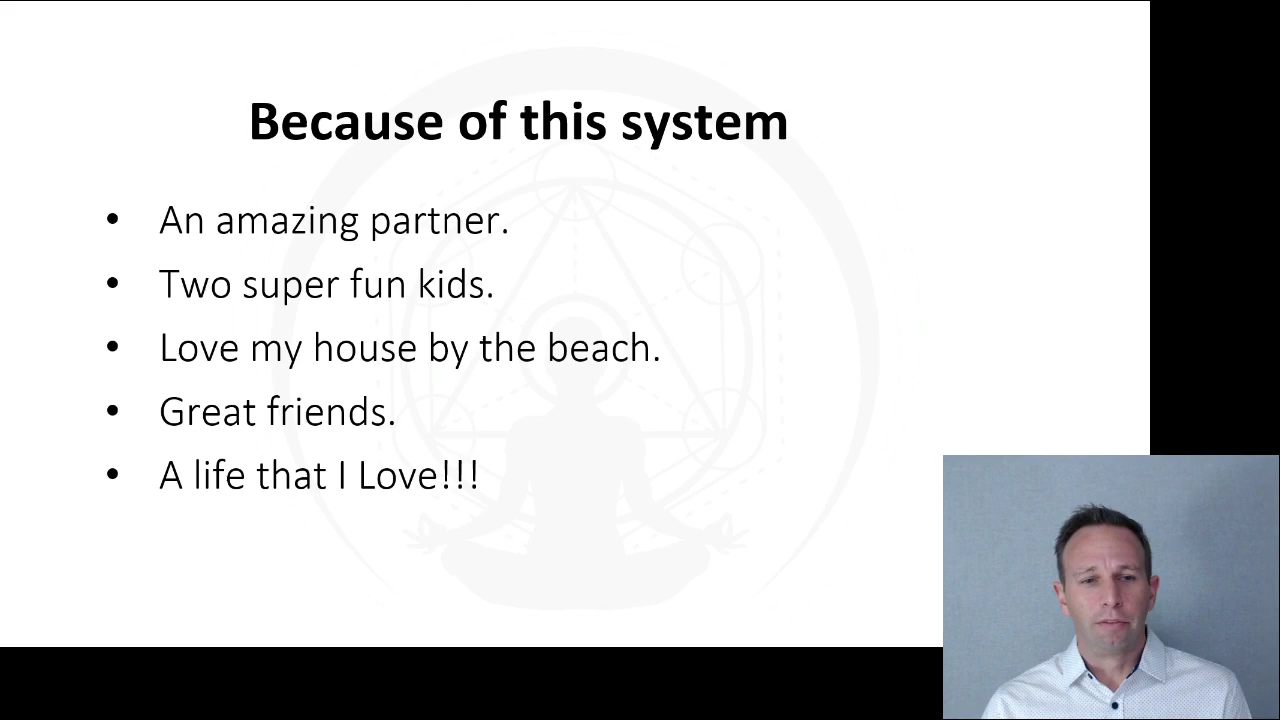 Because of this system
• An amazing partner.
• Two super fun kids.
• Love my house by the beach.
• Great friends.
• A life that I Love!!!